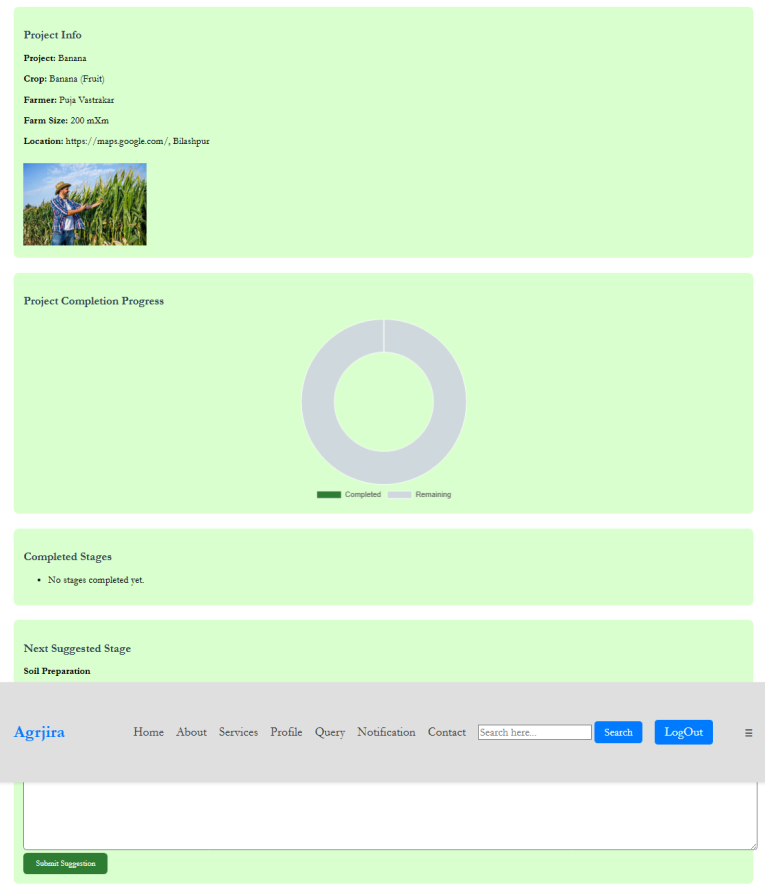 Project Info
Project: Banana
Crop: Banana (Fruit)
Farmer: Puja Vastrakar
Farm Size: 200 mXm
Location: https://maps.google.com/, Bilashpur
Project Completion Progress
Completed Remaining
Completed Stages
• No stages completed yet.
Next Suggested Stage
Soil Preparation
Agrjira Home About Services Profile Query Notification Contact Search here... Search LogOut ☰
Submit Suggestion